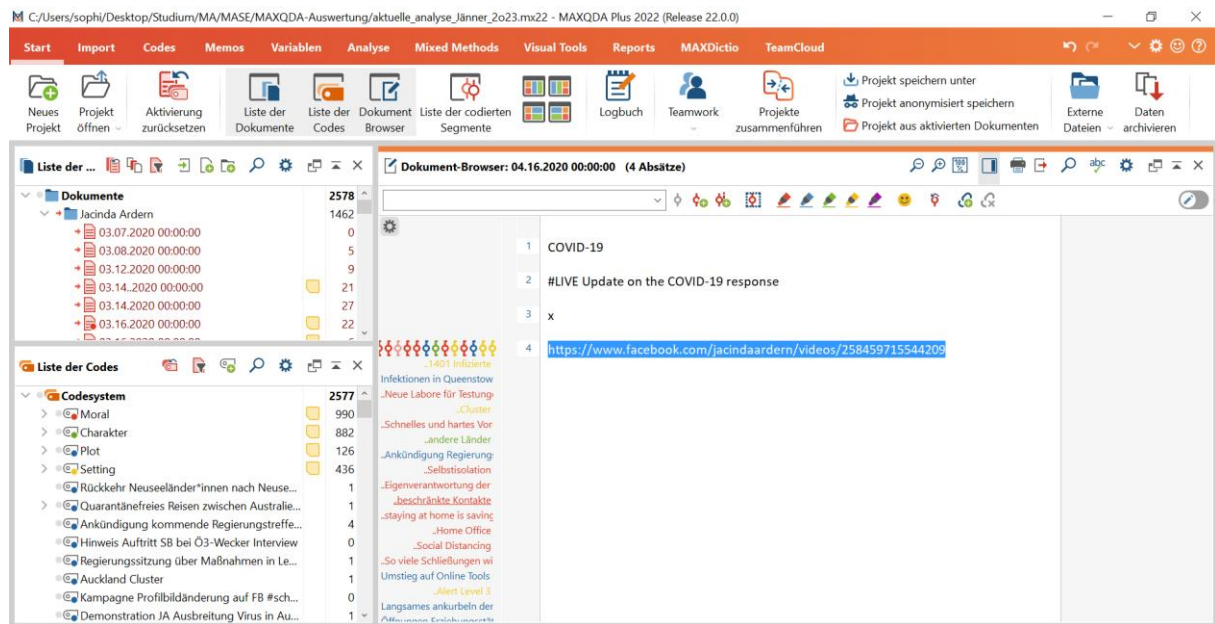 C:/Users/sophi/Desktop/Studium/MA/MASE/MAXQDA-Auswertung/aktuelle_analyse_Jänner_2o23.mx22 - MAXQDA Plus 2022 (Release 22.0.0)
Start Import Codes Memos Variablen Analyse Mixed Methods Visual Tools Reports MAXDictio TeamCloud
Neues Projekt
Projekt öffnen
Aktivierung zurücksetzen
Liste der Dokumente
Liste der Codes
Dokument Browser
Liste der codierten Segmente
Logbuch
Teamwork
Projekte zusammenführen
Projekt speichern unter
Projekt anonymisiert speichern
Projekt aus aktivierten Dokumenten
Externe Dateien
Daten archivieren
Liste der ...
Dokumente 2578
Jacinda Ardern 1462
03.07.2020 00:00:00 0
03.08.2020 00:00:00 5
03.12.2020 00:00:00 9
03.14..2020 00:00:00 21
03.14.2020 00:00:00 27
03.16.2020 00:00:00 22
Liste der Codes
Codesystem 2577
Moral 990
Charakter 882
Plot 126
Setting 436
Rückkehr Neuseeländer*innen nach Neuse... 1
Quarantänefreies Reisen zwischen Australie... 1
Ankündigung kommende Regierungstreffe... 4
Hinweis Auftritt SB bei Ö3-Wecker Interview 0
Regierungssitzung über Maßnahmen in Le... 1
Auckland Cluster 1
Kampagne Profilbildänderung auf FB #sch... 0
Demonstration JA Ausbreitung Virus in Au... 1
Dokument-Browser: 04.16.2020 00:00:00 (4 Absätze)
100 %
abc
1 COVID-19
2 #LIVE Update on the COVID-19 response
3 x
4 https://www.facebook.com/jacindaardern/videos/258459715544209
..1401 Infizierte
Infektionen in Queenstow
..Neue Labore für Testung
..Cluster
..Schnelles und hartes Vor
..andere Länder
..Ankündigung Regierung
..Selbstisolation
..Eigenverantwortung der
..beschränkte Kontakte
..staying at home is saving
..Home Office
..Social Distancing
..So viele Schließungen wi
Umstieg auf Online Tools
..Alert Level 3
Langsames ankurbeln der